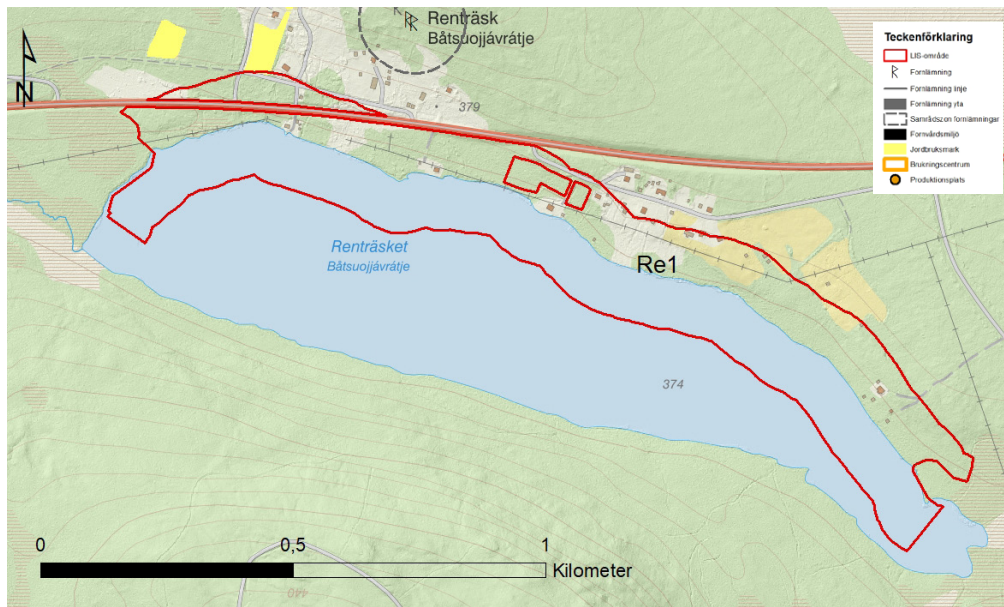 Renträsk
Båtsuojjávrátje
N
379
Renträsket
Båtsuojjávrátje
Re1
374
440
0
0,5
1
Kilometer
Teckenförklaring
LIS-område
Fornlämning
Fornlämning linje
Fornlämning yta
Samrådszon fornlämningar
Fornvårdsmiljö
Jordbruksmark
Brukningscentrum
Produktionsplats